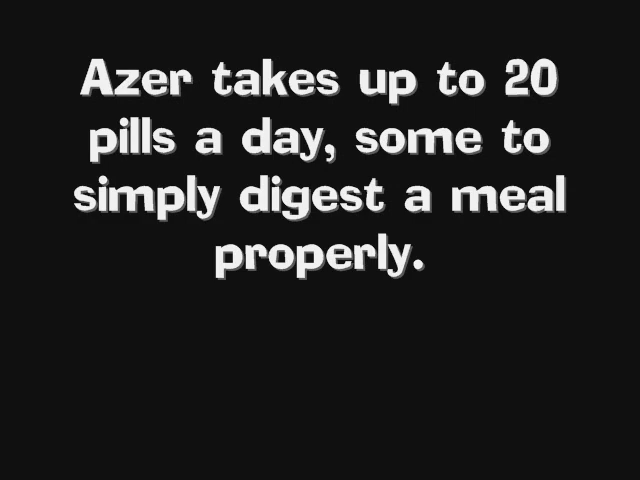 Azer takes up to 20
pills a day, some to
simply digest a meal
properly.